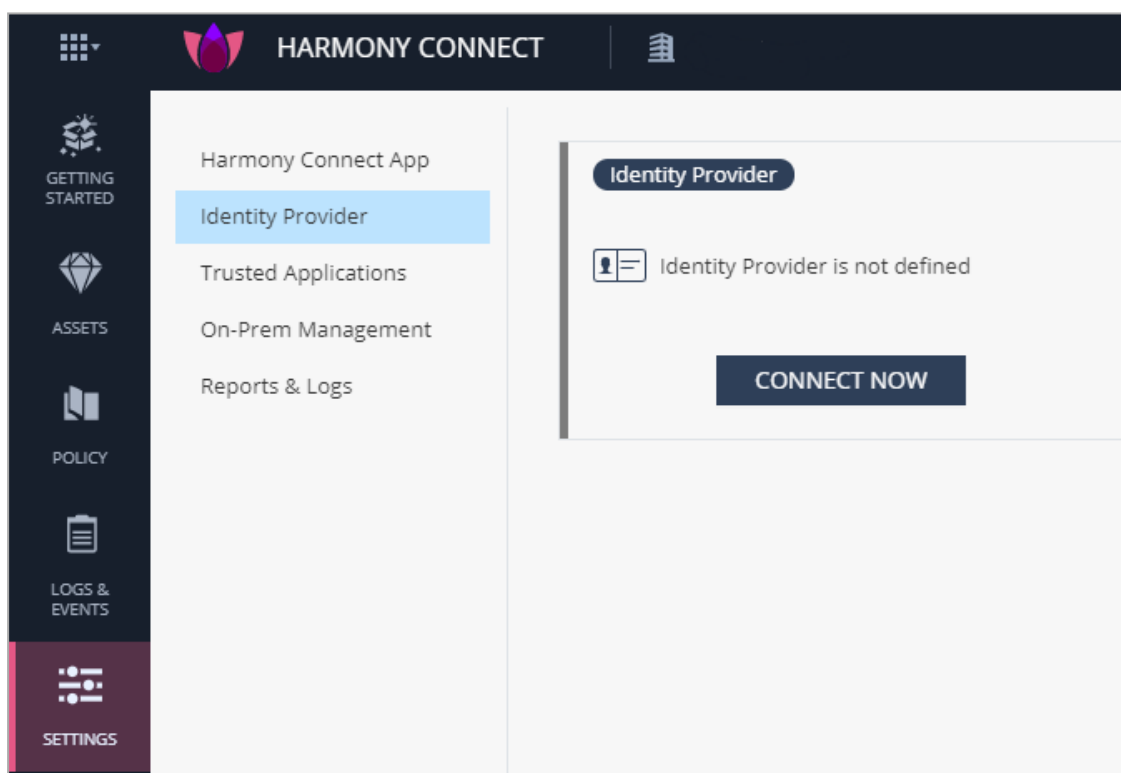 HARMONY CONNECT
GETTING
STARTED
ASSETS
POLICY
LOGS &
EVENTS
SETTINGS
Harmony Connect App
Identity Provider
Trusted Applications
On-Prem Management
Reports & Logs
Identity Provider
Identity Provider is not defined
CONNECT NOW